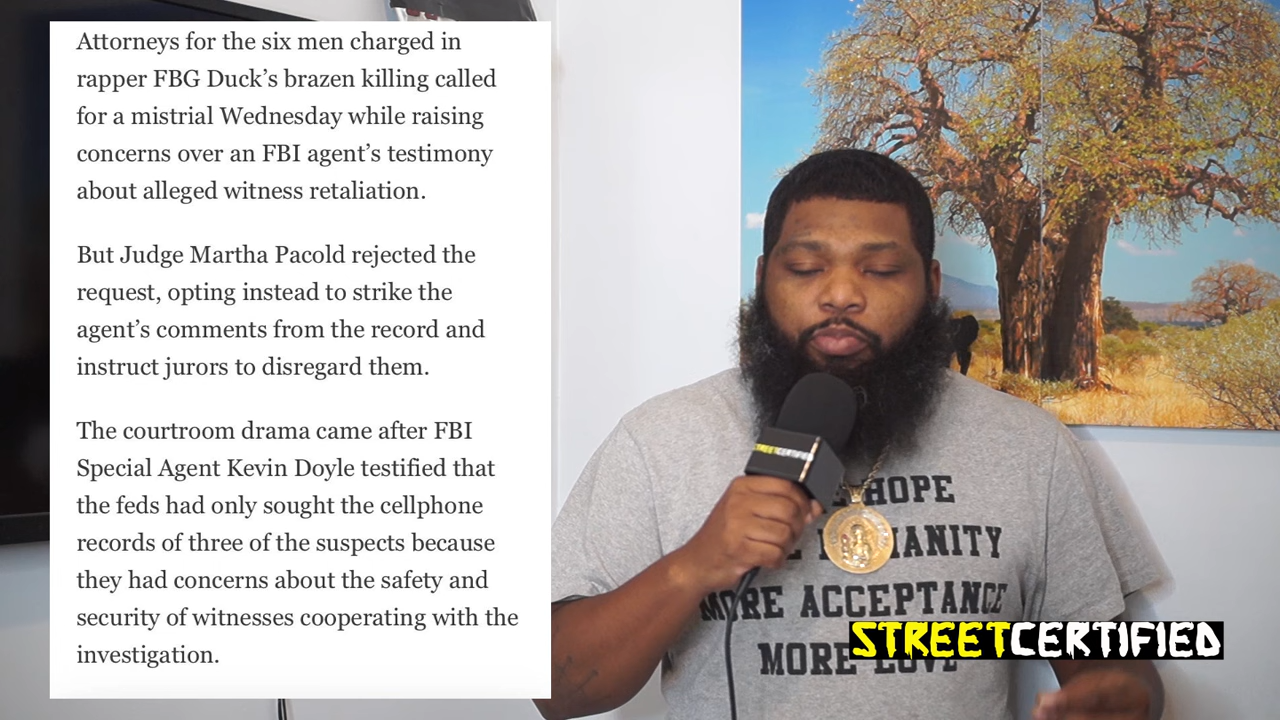 Attorneys for the six men charged in
rapper FBG Duck’s brazen killing called
for a mistrial Wednesday while raising
concerns over an FBI agent’s testimony
about alleged witness retaliation.
But Judge Martha Pacold rejected the
request, opting instead to strike the
agent’s comments from the record and
instruct jurors to disregard them.
The courtroom drama came after FBI
Special Agent Kevin Doyle testified that
the feds had only sought the cellphone
records of three of the suspects because
they had concerns about the safety and
security of witnesses cooperating with the
investigation.
STREETCERTIFIED
HOPE
MORE ACCEPTANCE
MORE LOVE
STREETCERTIFIED